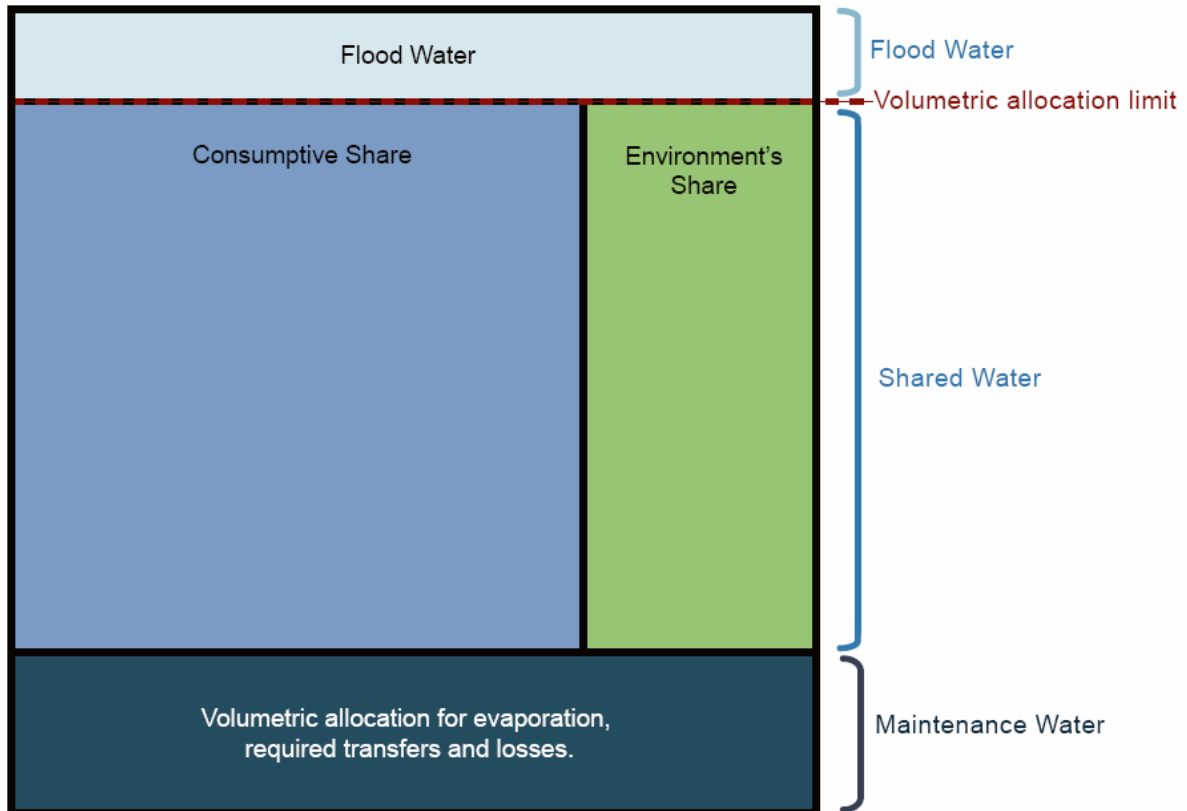 Flood Water
Flood Water
Volumetric allocation limit
Consumptive Share
Environment's
Share
Shared Water
Volumetric allocation for evaporation,
required transfers and losses.
Maintenance Water